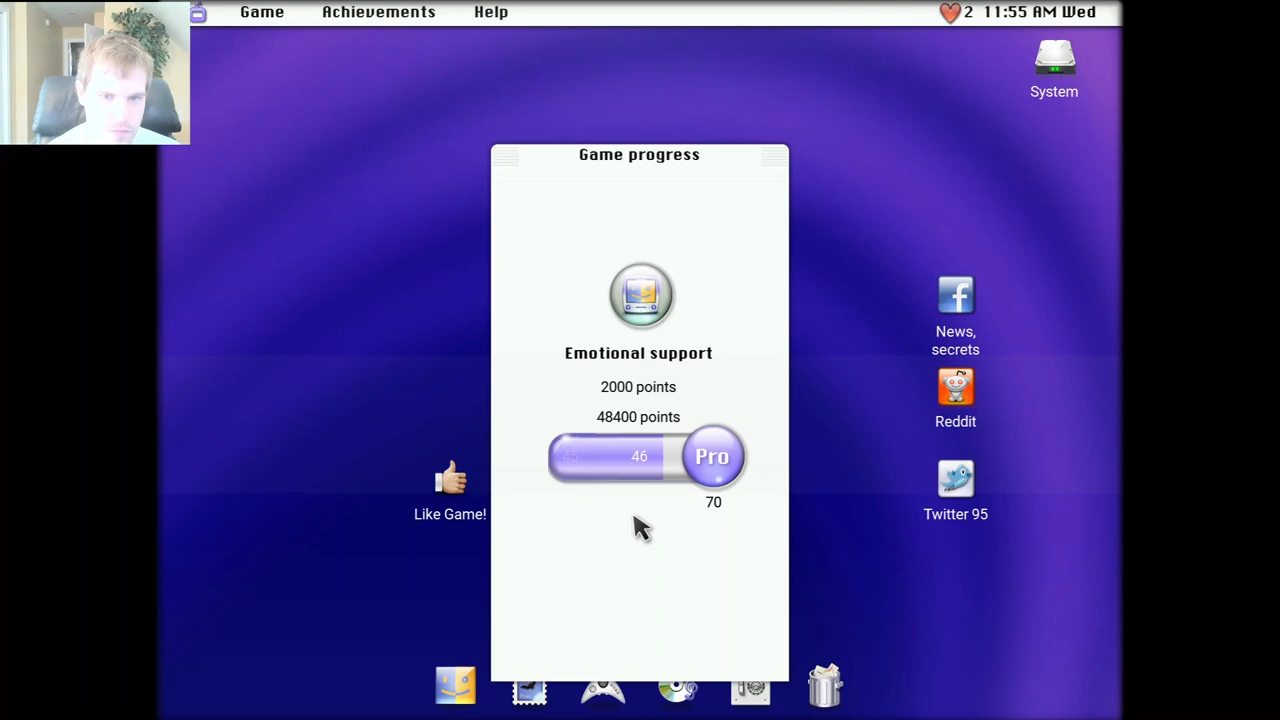 Game Achievements Help 2 11:55 AM Wed
System
Game progress
Emotional support
2000 points
48400 points
45 46 Pro
70
News,
secrets
Reddit
Like Game!
Twitter 95